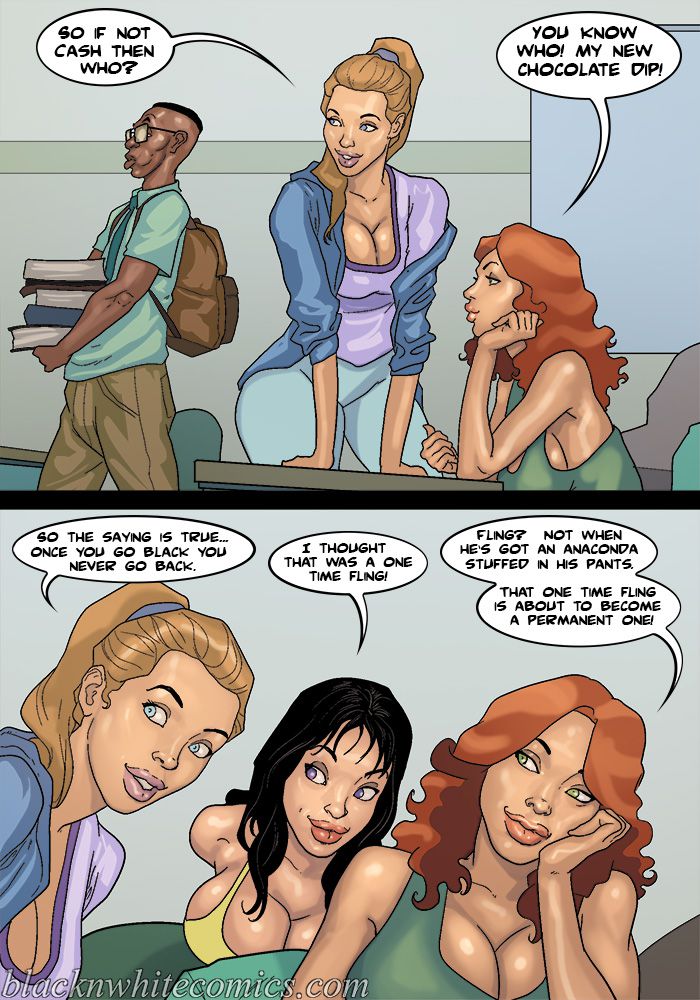 SO IF NOT
CASH THEN
WHO?
YOU KNOW
WHO! MY NEW
CHOCOLATE DIP!
SO THE SAYING IS TRUE...
ONCE YOU GO BLACK YOU
NEVER GO BACK.
I THOUGHT
THAT WAS A ONE
TIME FLING!
FLING? NOT WHEN
HE'S GOT AN ANACONDA
STUFFED IN HIS PANTS.
THAT ONE TIME FLING
IS ABOUT TO BECOME
A PERMANENT ONE!
blacknwhitecomics.com